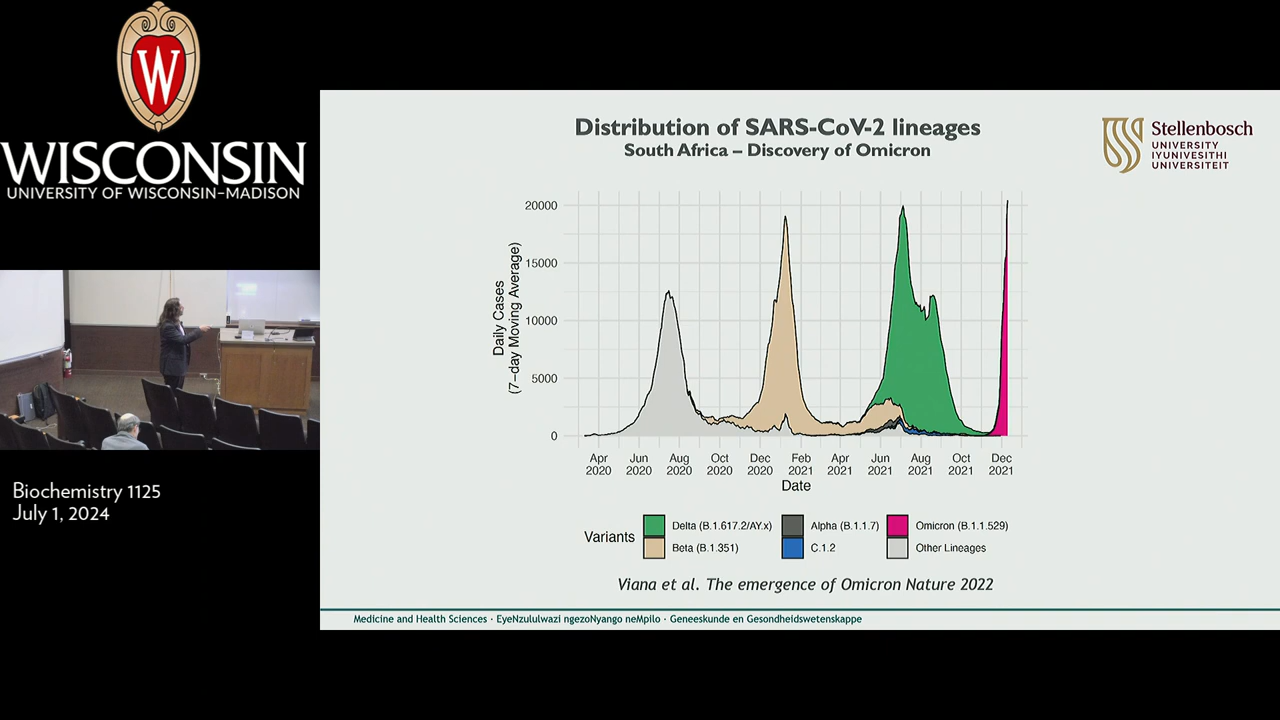 W
WISCONSIN
UNIVERSITY OF WISCONSIN–MADISON
Biochemistry 1125
July 1, 2024
Distribution of SARS-CoV-2 lineages
South Africa – Discovery of Omicron
Stellenbosch
UNIVERSITY
IYUNIVESITHI
UNIVERSITEIT
Daily Cases
(7–day Moving Average)
20000
15000
10000
5000
0
Apr 2020
Jun 2020
Aug 2020
Oct 2020
Dec 2020
Feb 2021
Apr 2021
Jun 2021
Aug 2021
Oct 2021
Dec 2021
Date
Variants
Delta (B.1.617.2/AY.x)
Alpha (B.1.1.7)
Omicron (B.1.1.529)
Beta (B.1.351)
C.1.2
Other Lineages
Viana et al. The emergence of Omicron Nature 2022
Medicine and Health Sciences · EyeNzululwazi ngezoNyango neMpilo · Geneeskunde en Gesondheidswetenskappe